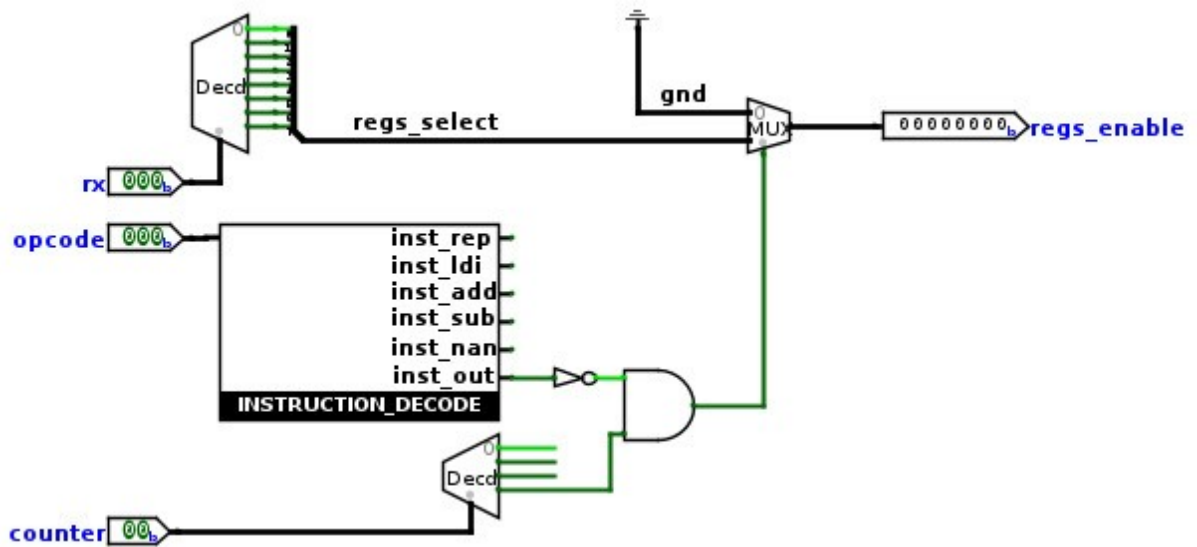 0
Decd
regs_select
gnd
0
MUX
00000000b
regs_enable
rx
000b
opcode
000b
inst_rep
inst_ldi
inst_add
inst_sub
inst_nan
inst_out
INSTRUCTION_DECODE
0
Decd
counter
00b